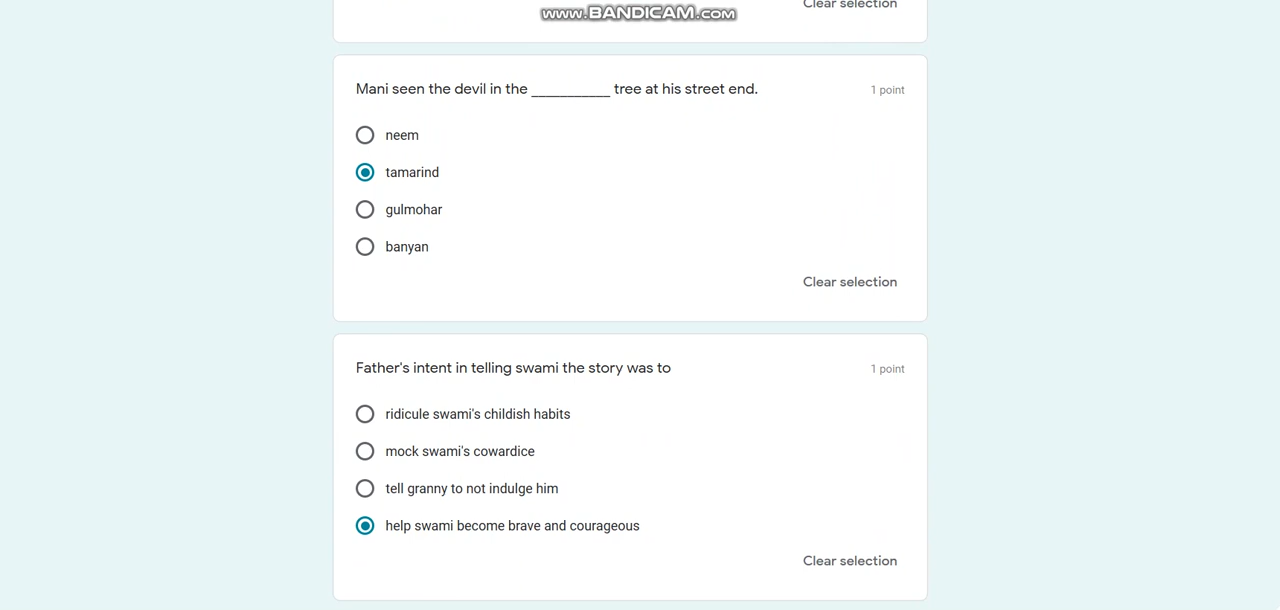 Clear selection
www.BANDICAM.com
Mani seen the devil in the ___________ tree at his street end.
1 point
neem
tamarind
gulmohar
banyan
Clear selection
Father's intent in telling swami the story was to
1 point
ridicule swami's childish habits
mock swami's cowardice
tell granny to not indulge him
help swami become brave and courageous
Clear selection